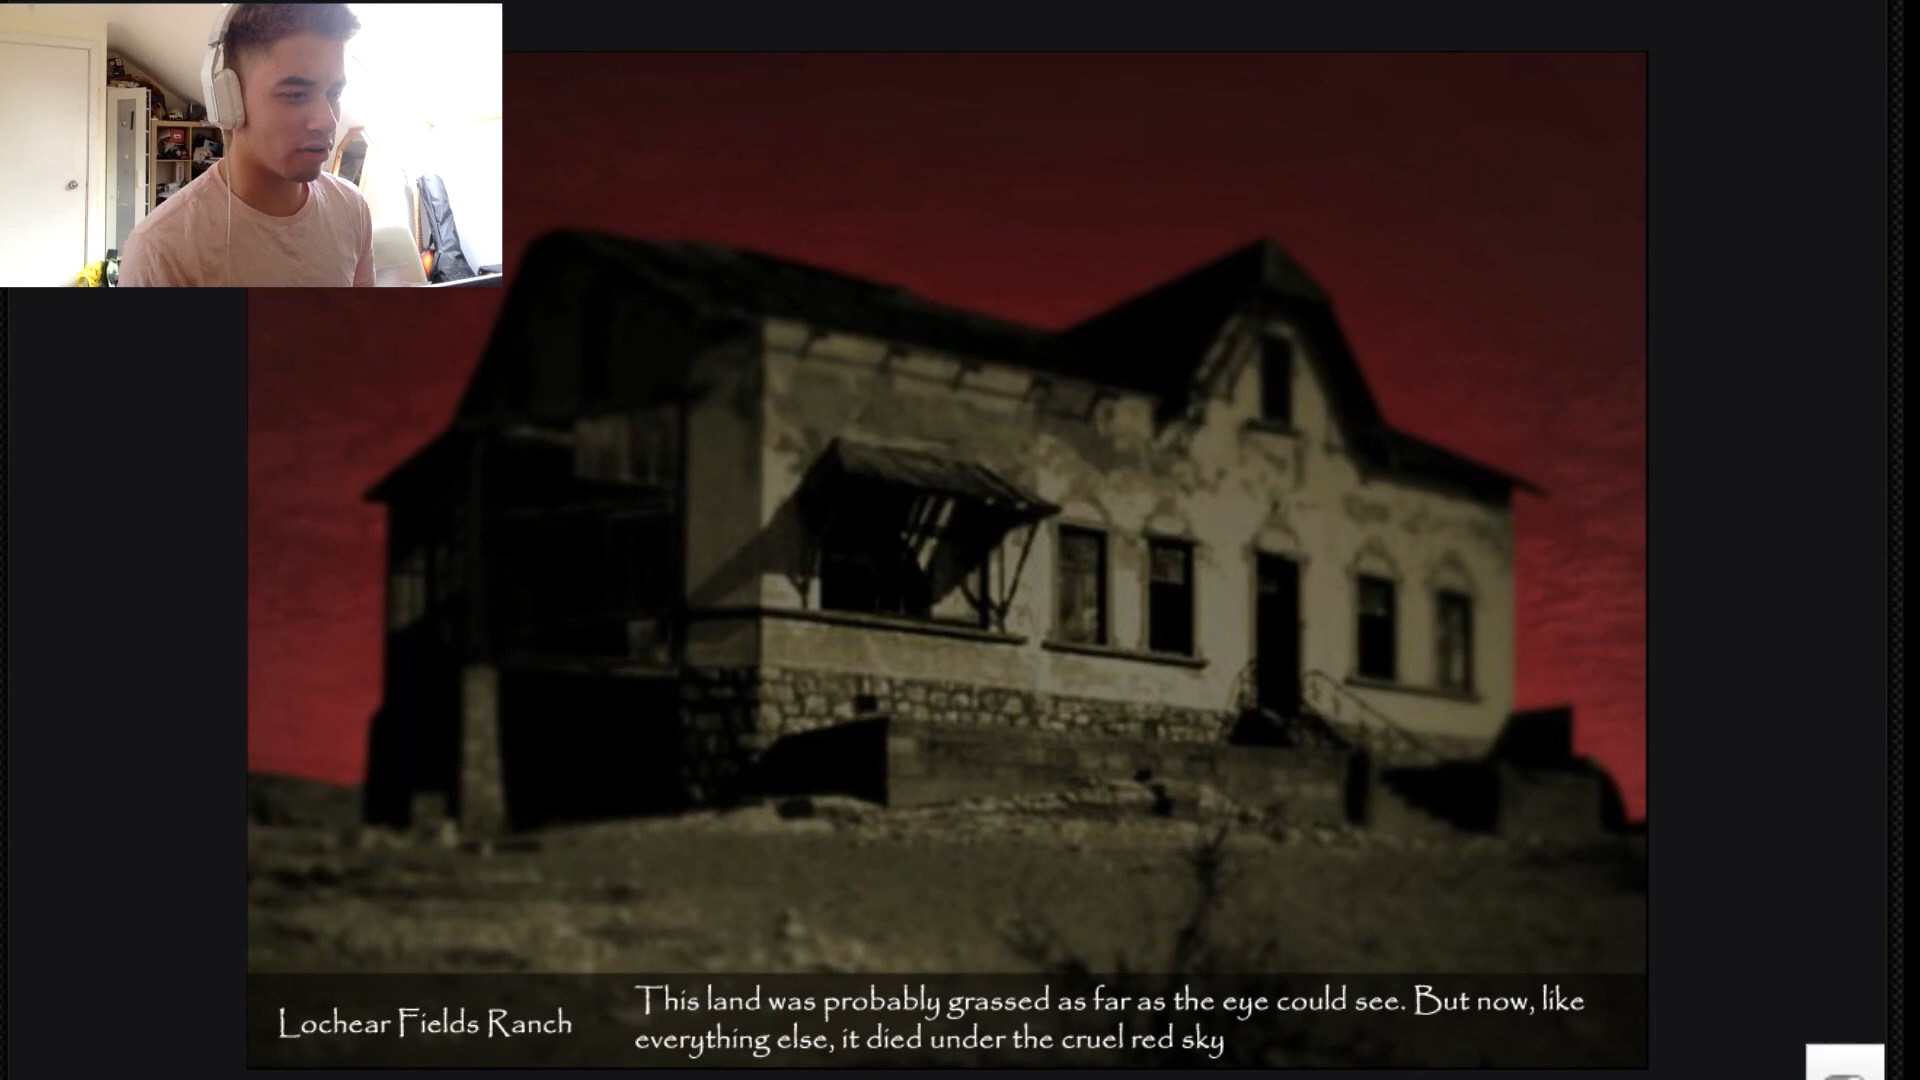 Lochear Fields Ranch
This land was probably grassed as far as the eye could see. But now, like
everything else, it died under the cruel red sky